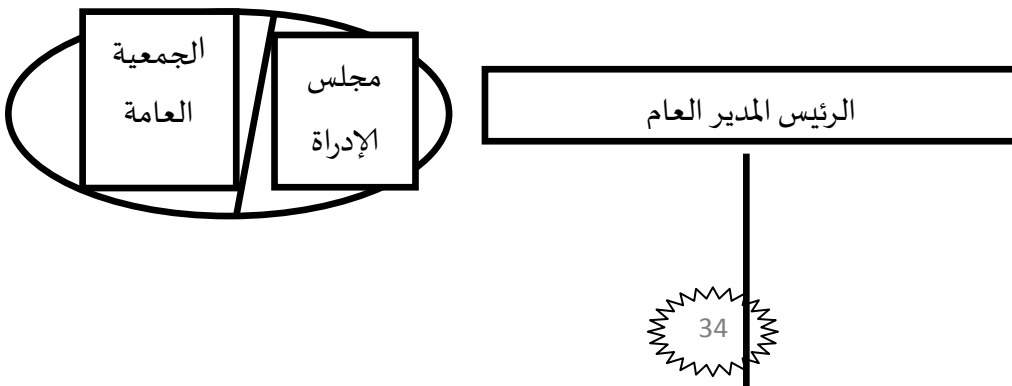 الرئيس المدير العام
مجلس
الإدراة
الجمعية
العامة
34